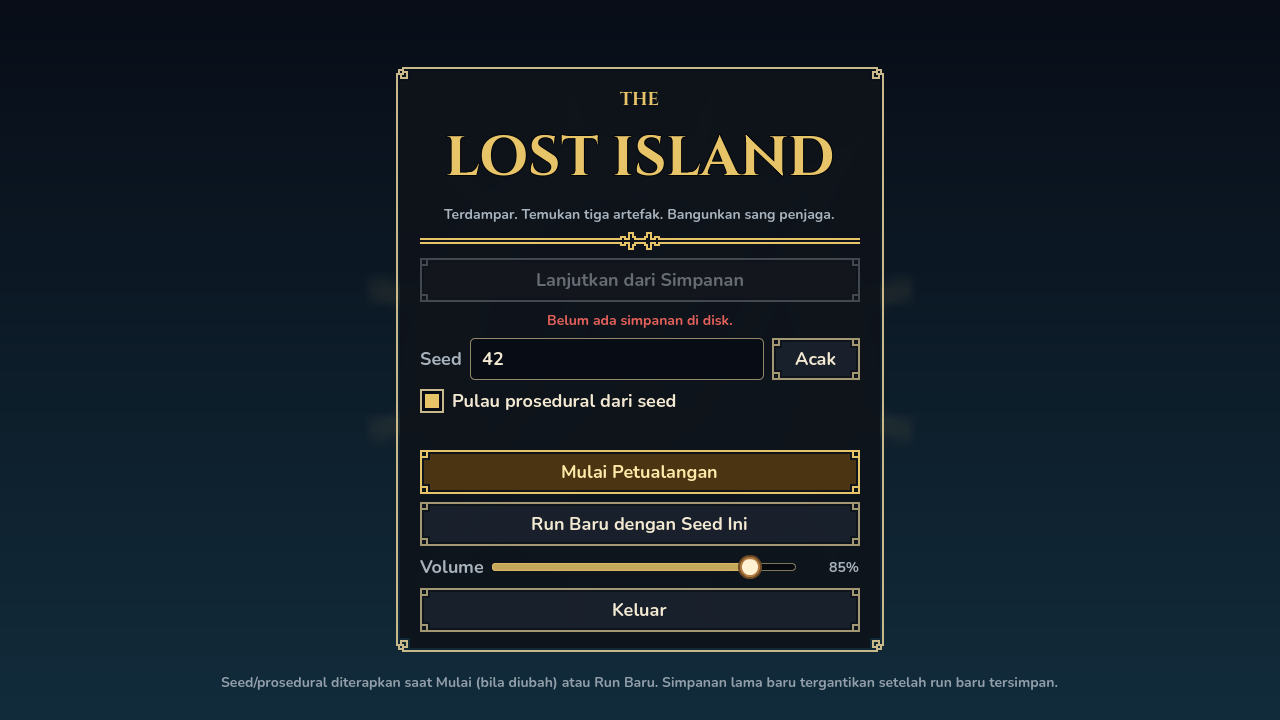 THE
LOST ISLAND
Terdampar. Temukan tiga artefak. Bangunkan sang penjaga.
Lanjutkan dari Simpanan
Belum ada simpanan di disk.
Seed 42 Acak
Pulau prosedural dari seed
Mulai Petualangan
Run Baru dengan Seed Ini
Volume 85%
Keluar
Seed/prosedural diterapkan saat Mulai (bila diubah) atau Run Baru. Simpanan lama baru tergantikan setelah run baru tersimpan.